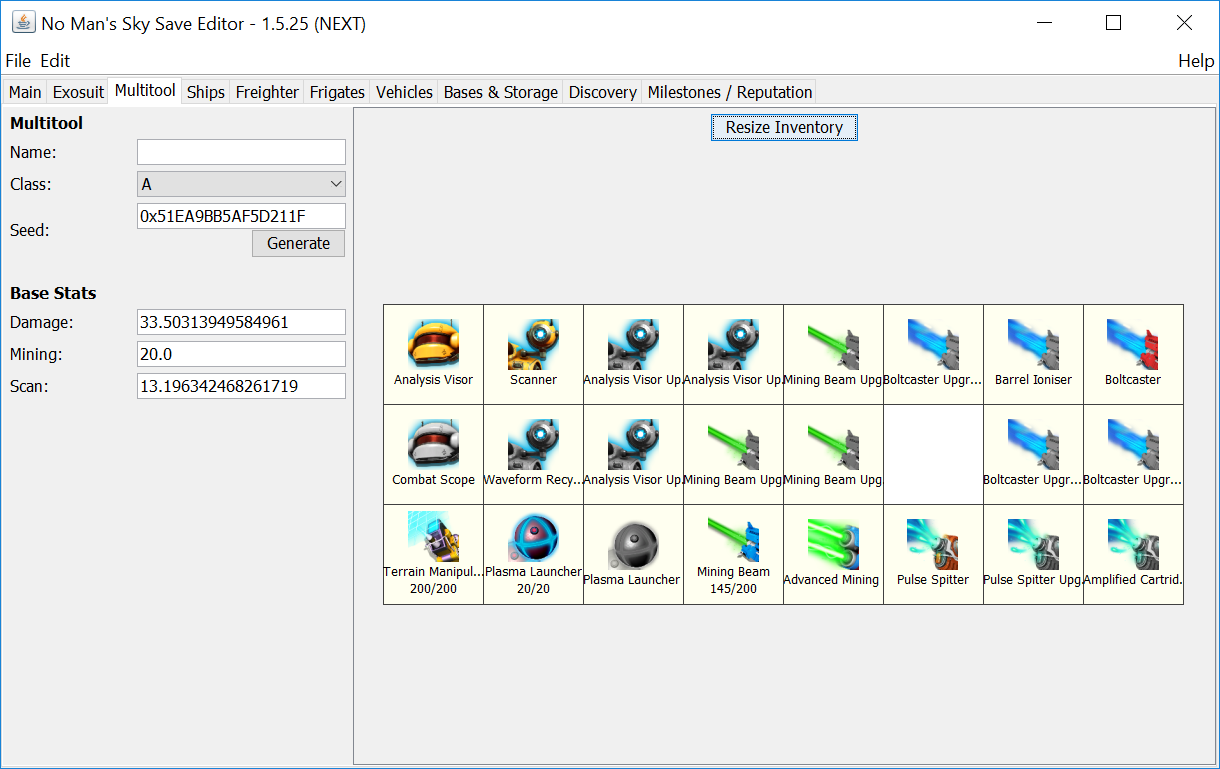 No Man's Sky Save Editor - 1.5.25 (NEXT)
File Edit Help
Main Exosuit Multitool Ships Freighter Frigates Vehicles Bases & Storage Discovery Milestones / Reputation
Multitool
Name:
Class: A
Seed: 0x51EA9BB5AF5D211F
Generate
Base Stats
Damage: 33.50313949584961
Mining: 20.0
Scan: 13.196342468261719
Resize Inventory
Analysis Visor Scanner Analysis Visor Up. Analysis Visor Up. Mining Beam Upg Boltcaster Upgr... Barrel Ioniser Boltcaster
Combat Scope Waveform Recy... Analysis Visor Up. Mining Beam Upg Mining Beam Upg Boltcaster Upgr... Boltcaster Upgr...
Terrain Manipul... Plasma Launcher Plasma Launcher Mining Beam Advanced Mining Pulse Spitter Pulse Spitter Upg. Amplified Cartrid.
200/200 20/20 145/200